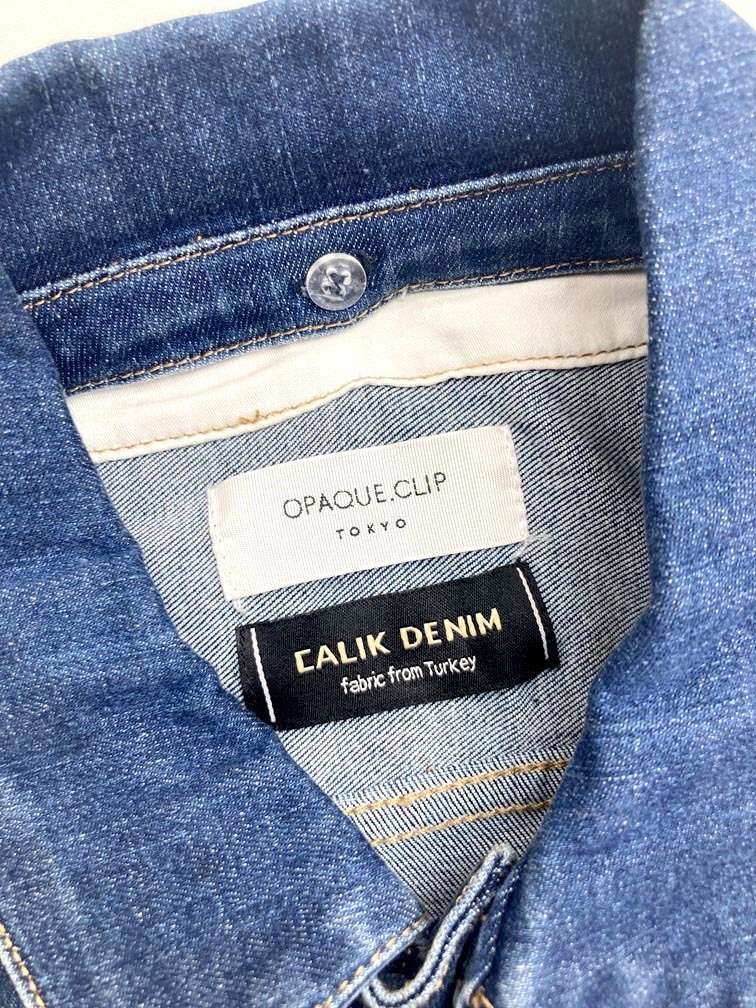 OPAQUE.CLIP
TOKYO
CALIK DENIM
fabric from Turkey